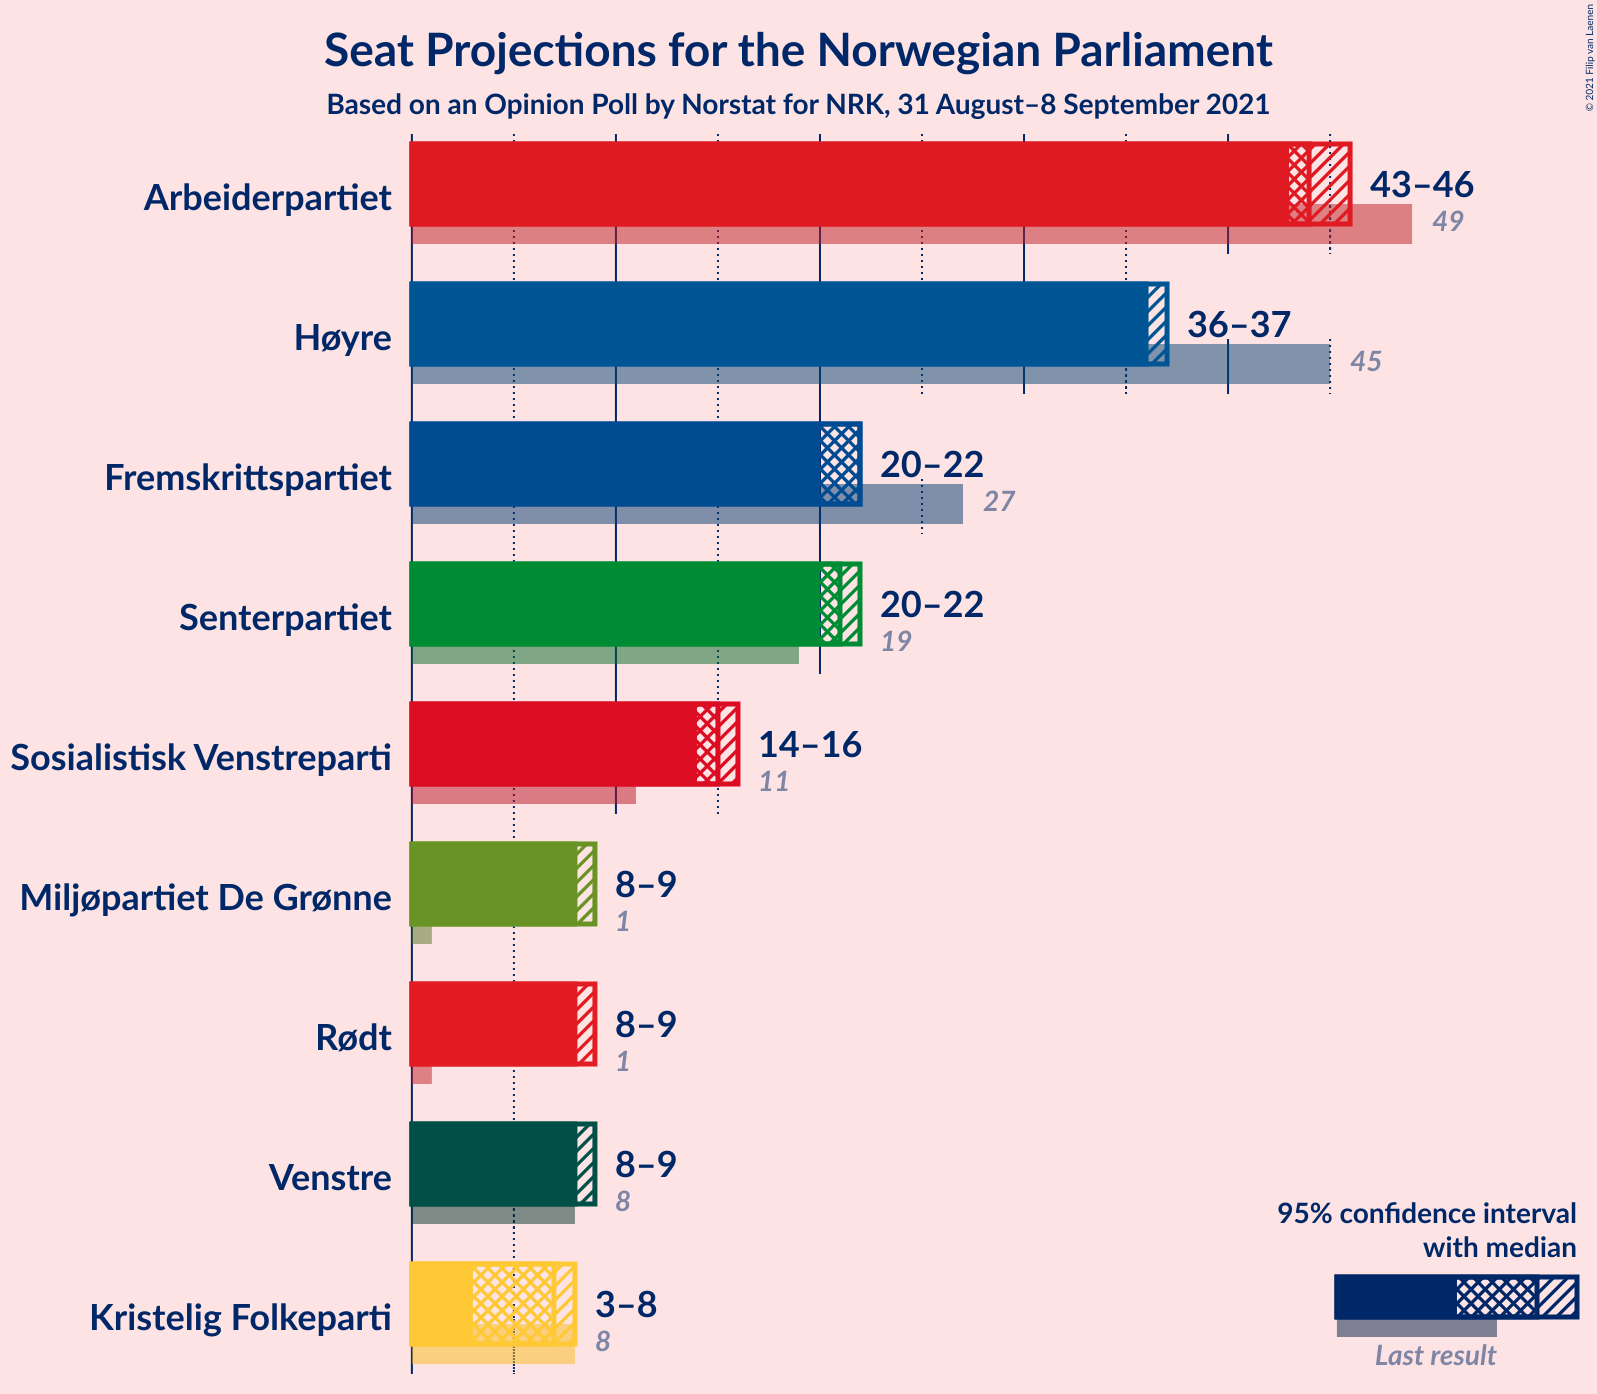 Seat Projections for the Norwegian Parliament
Based on an Opinion Poll by Norstat for NRK, 31 August–8 September 2021
© 2021 Filip van Laenen
Arbeiderpartiet
43–46
49
Høyre
36–37
45
Fremskrittspartiet
20–22
27
Senterpartiet
20–22
19
Sosialistisk Venstreparti
14–16
11
Miljøpartiet De Grønne
8–9
1
Rødt
8–9
1
Venstre
8–9
8
Kristelig Folkeparti
3–8
8
95% confidence interval
with median
Last result